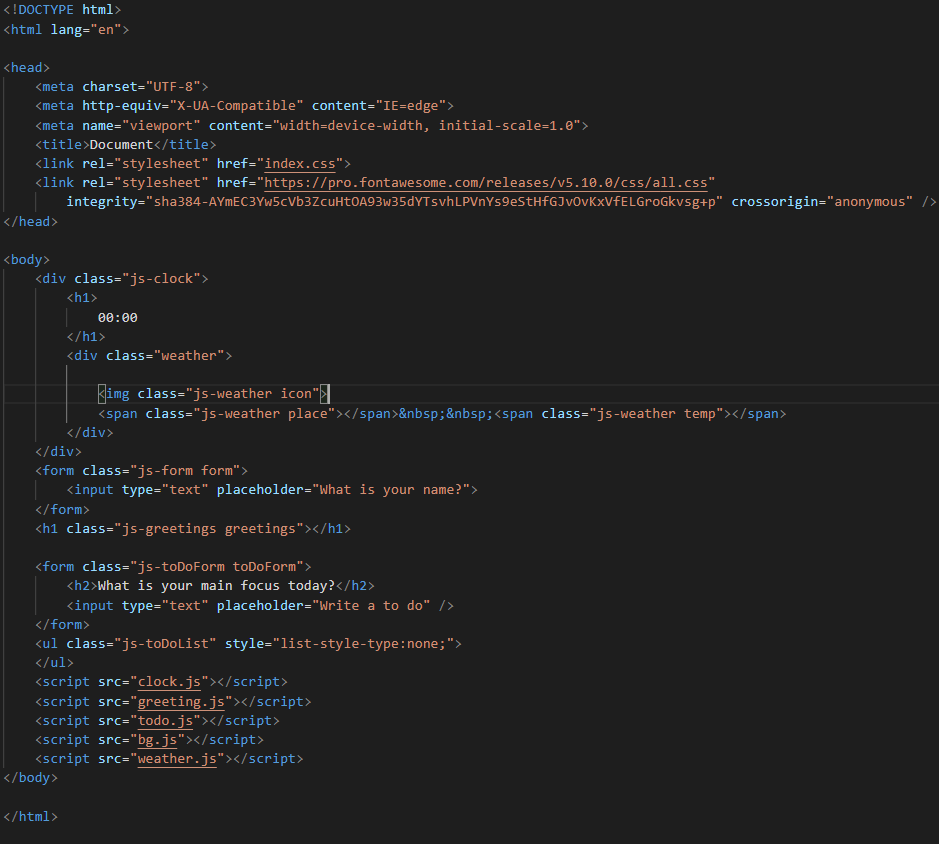 <!DOCTYPE html>
<html lang="en">

<head>
    <meta charset="UTF-8">
    <meta http-equiv="X-UA-Compatible" content="IE=edge">
    <meta name="viewport" content="width=device-width, initial-scale=1.0">
    <title>Document</title>
    <link rel="stylesheet" href="index.css">
    <link rel="stylesheet" href="https://pro.fontawesome.com/releases/v5.10.0/css/all.css"
        integrity="sha384-AYmEC3Yw5cVb3ZcuHtOA93w35dYTsvhLPVnYs9eStHfGJvOvKxVfELGroGkvsg+p" crossorigin="anonymous" />
</head>

<body>
    <div class="js-clock">
        <h1>
            00:00
        </h1>
        <div class="weather">

            <img class="js-weather icon">
            <span class="js-weather place"></span>&nbsp;&nbsp;<span class="js-weather temp"></span>
        </div>
    </div>
    <form class="js-form form">
        <input type="text" placeholder="What is your name?">
    </form>
    <h1 class="js-greetings greetings"></h1>

    <form class="js-toDoForm toDoForm">
        <h2>What is your main focus today?</h2>
        <input type="text" placeholder="Write a to do" />
    </form>
    <ul class="js-toDoList" style="list-style-type:none;">
    </ul>
    <script src="clock.js"></script>
    <script src="greeting.js"></script>
    <script src="todo.js"></script>
    <script src="bg.js"></script>
    <script src="weather.js"></script>
</body>

</html>